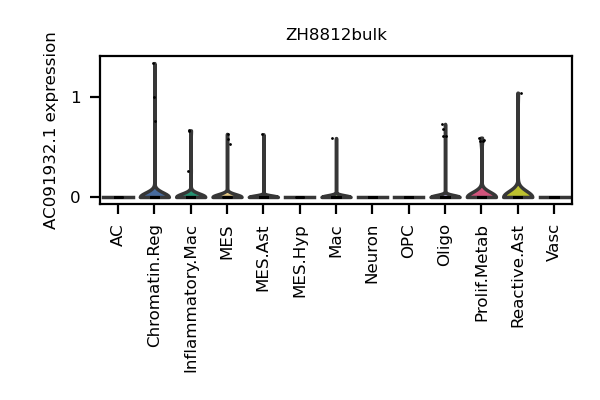 ZH8812bulk
AC091932.1 expression
1
0
AC
Chromatin.Reg
Inflammatory.Mac
MES
MES.Ast
MES.Hyp
Mac
Neuron
OPC
Oligo
Prolif.Metab
Reactive.Ast
Vasc